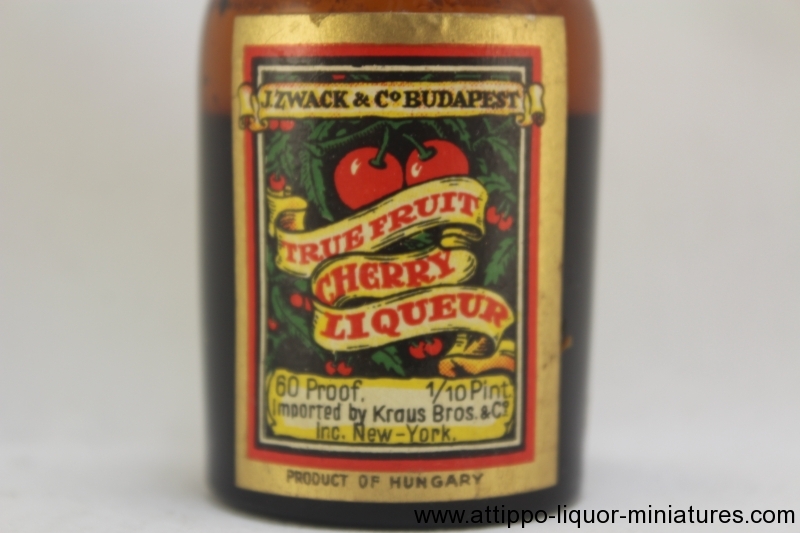 J. ZWACK & Cº BUDAPEST
TRUE FRUIT
CHERRY
LIQUEUR
60 Proof. 1/10 Pint
Imported by Kraus Bros. & Cº
Inc. New-York.
PRODUCT OF HUNGARY
www.attippo-liquor-miniatures.com